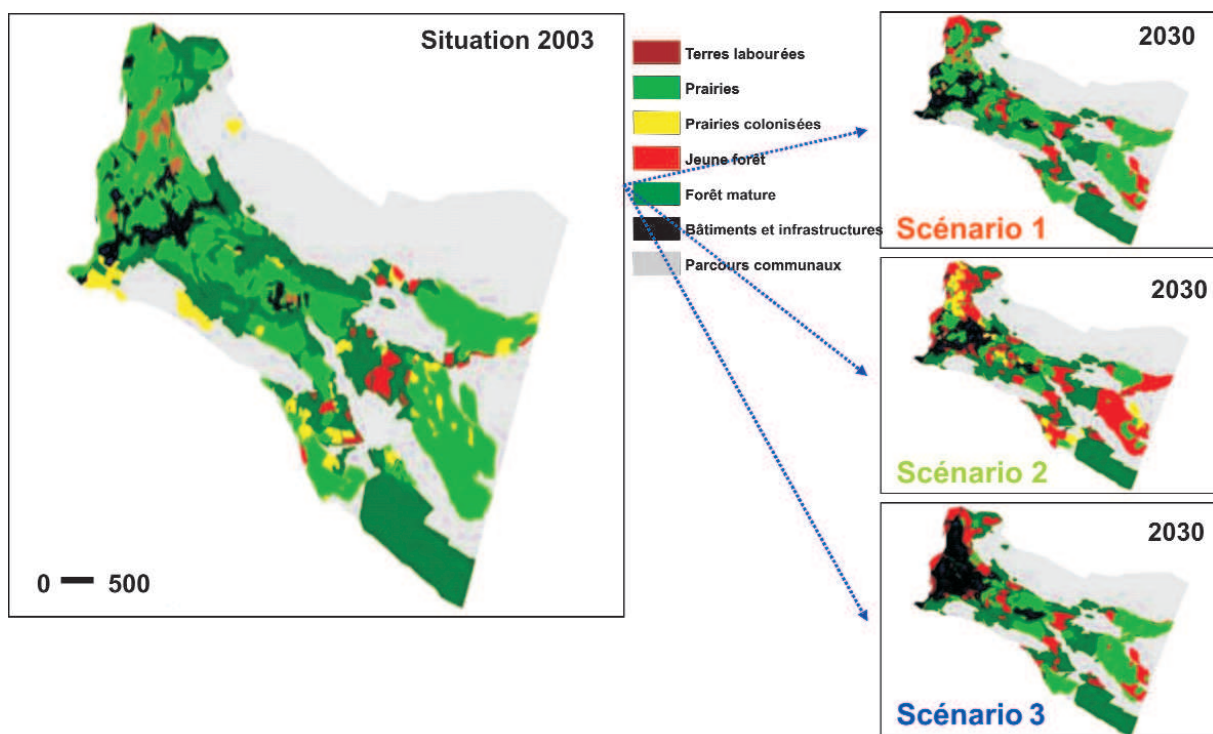 Situation 2003
0 500
Terres labourées
Prairies
Prairies colonisées
Jeune forêt
Forêt mature
Bâtiments et infrastructures
Parcours communaux
2030
Scénario 1
2030
Scénario 2
2030
Scénario 3